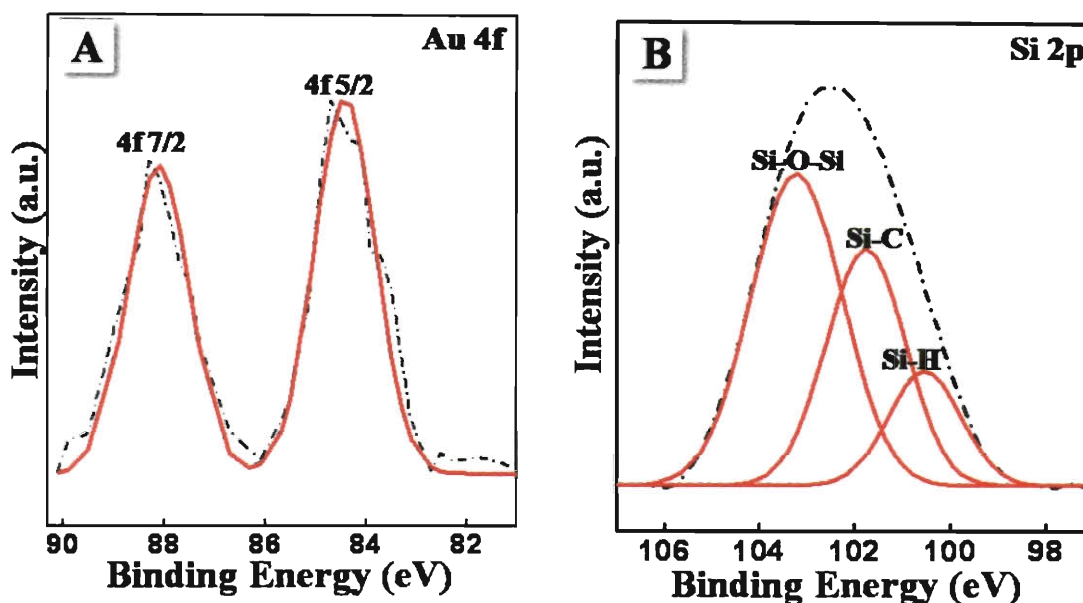 A
Au 4f
4f 7/2
4f 5/2
Intensity (a.u.)
90 88 86 84 82
Binding Energy (eV)
B
Si 2p
Si-O-Si
Si-C
Si-H
Intensity (a.u.)
106 104 102 100 98
Binding Energy (eV)